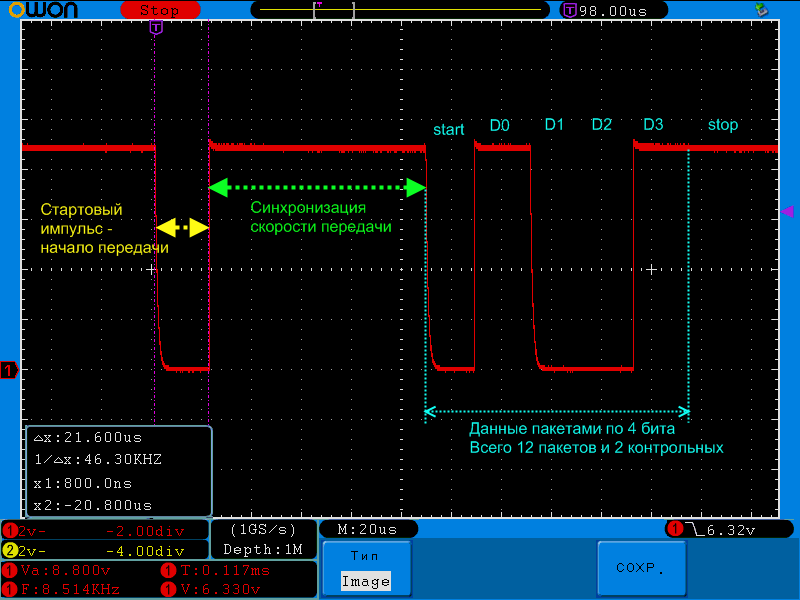 OWON
Stop
T
T 98.00us
start D0 D1 D2 D3 stop
Стартовый
импульс -
начало передачи
Синхронизация
скорости передачи
Данные пакетами по 4 бита
Всего 12 пакетов и 2 контрольных
1
△x:21.600us
1/△x:46.30KHZ
x1:800.0ns
x2:-20.800us
1 2v- -2.00div
2 2v- -4.00div
(1GS/s)
Depth:1M
M:20us
1 6.32v
1 Va:8.800v 1 T:0.117ms
1 F:8.514KHz 1 V:6.330v
Тип
Image
СОХР.